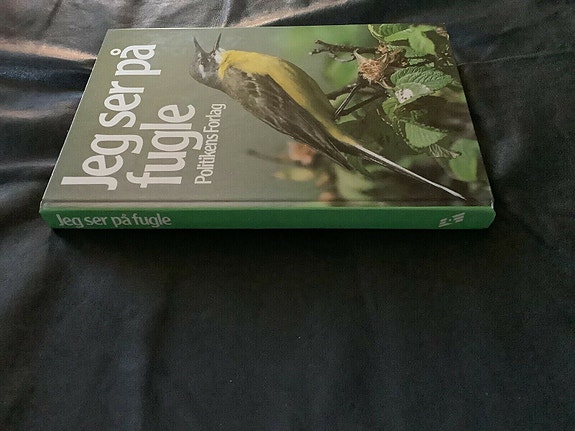 Jeg ser på
fugle
Politikens Forlag
Jeg ser på fugle